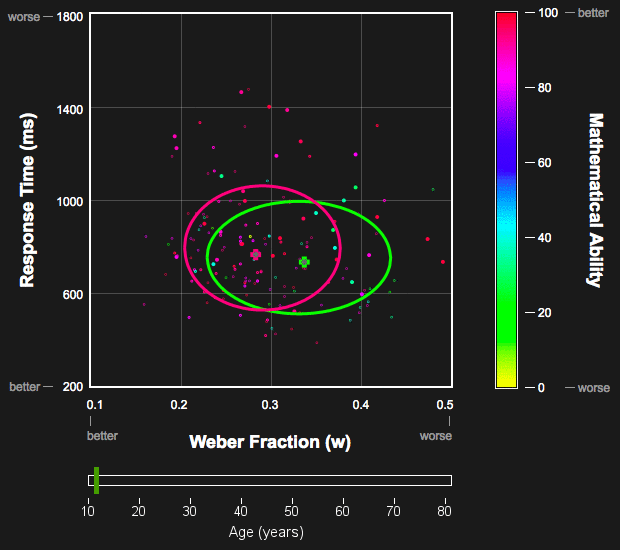 worse
1800
1400
1000
600
200
better
Response Time (ms)
0.1 0.2 0.3 0.4 0.5
better
worse
Weber Fraction (w)
10 20 30 40 50 60 70 80
Age (years)
100
80
60
40
20
0
better
worse
Mathematical Ability